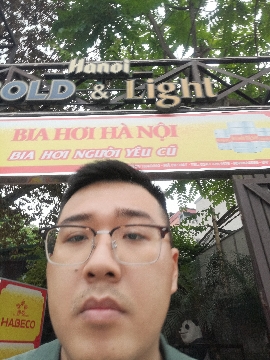 Hanoi
OLD & Light
BIA HƠI HÀ NỘI
BIA HƠI NGƯỜI YÊU CŨ
HABECO